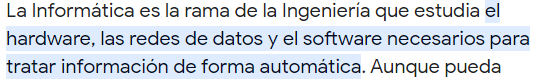 La Informática es la rama de la Ingeniería que estudia el
hardware, las redes de datos y el software necesarios para
tratar información de forma automática. Aunque pueda